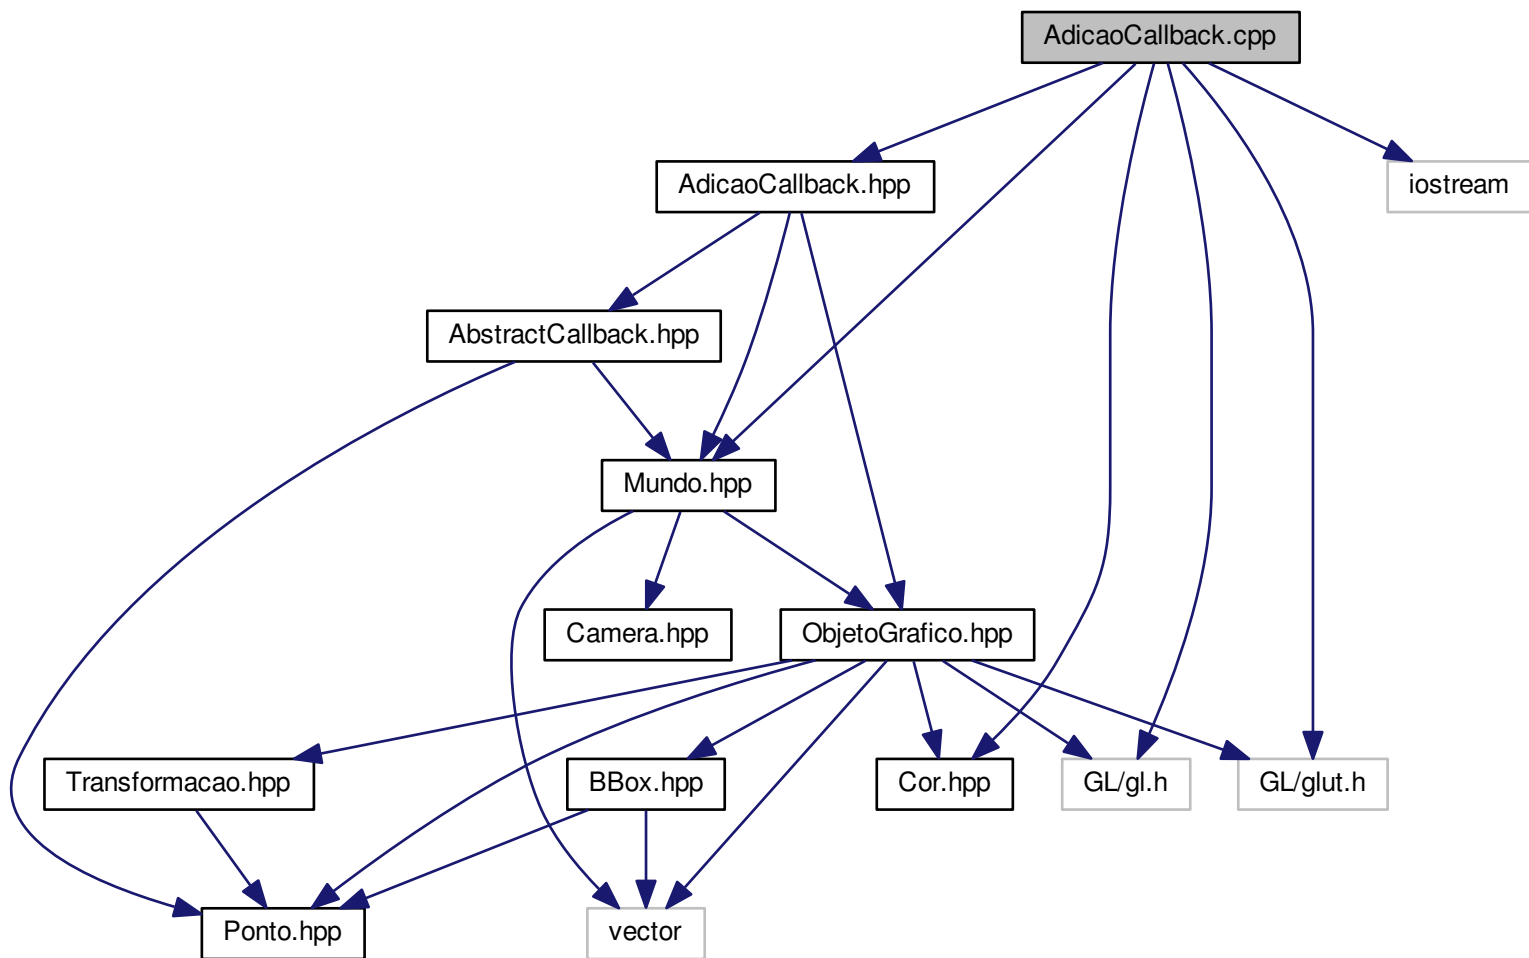 AdicaoCallback.cpp
AdicaoCallback.hpp
iostream
AbstractCallback.hpp
Mundo.hpp
Camera.hpp
ObjetoGrafico.hpp
Transformacao.hpp
BBox.hpp
Cor.hpp
GL/gl.h
GL/glut.h
Ponto.hpp
vector